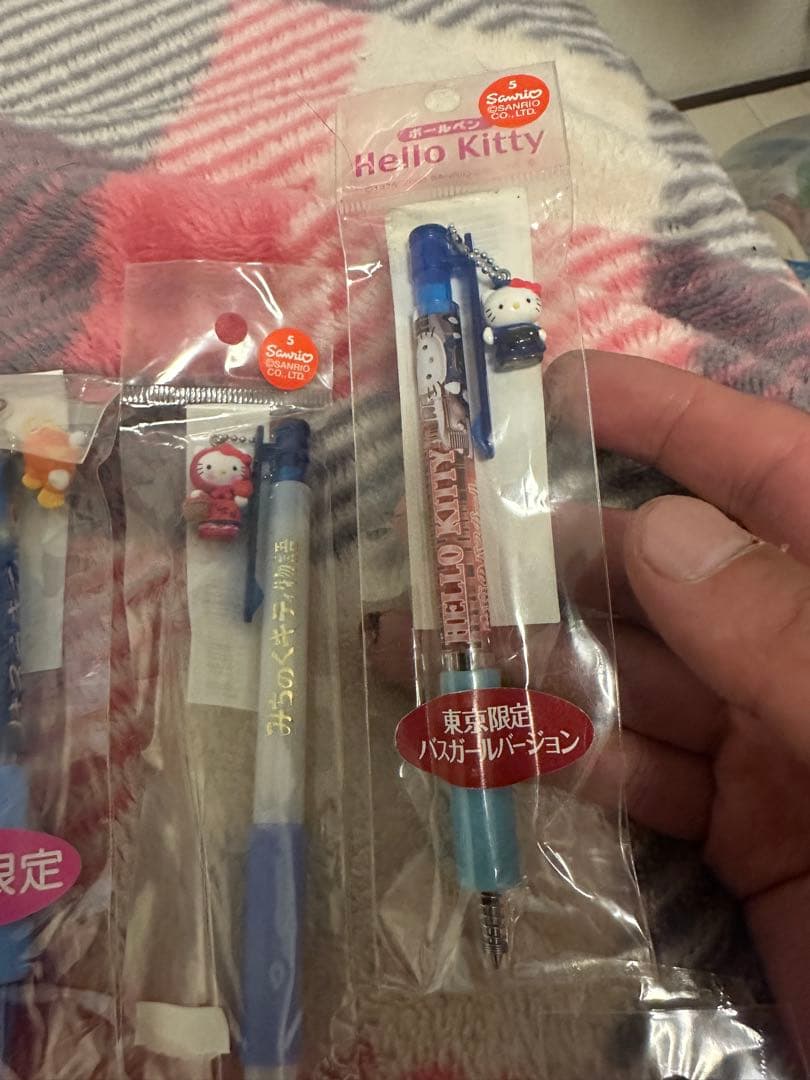 5
Sanrio
©SANRIO
CO., LTD.
ボールペン
Hello Kitty
HELLO KITTY
東京限定
バスガールバージョン
5
Sanrio
©SANRIO
CO., LTD.
みちのくキティ物語
限定